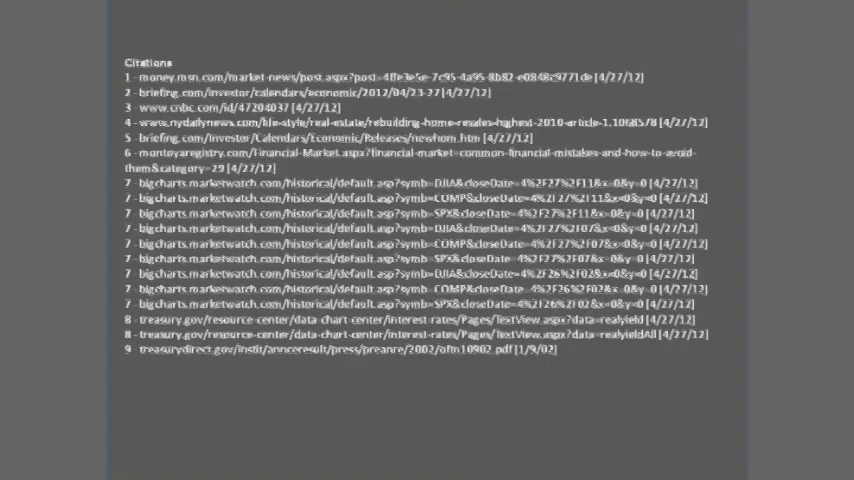 Citations
1 - money.msn.com/market-news/post.aspx?post=4ffe3e5e-7c95-4a95-8b82-e0848c9771de [4/27/12]
2 - briefing.com/investor/calendars/economic/2012/04/23-27 [4/27/12]
3 - www.cnbc.com/id/47204037 [4/27/12]
4 - www.nydailynews.com/life-style/real-estate/rebuilding-home-resales-highest-2010-article-1.1068578 [4/27/12]
5 - briefing.com/Investor/Calendars/Economic/Releases/newhom.htm [4/27/12]
6 - montoyaregistry.com/Financial-Market.aspx?financial-market=common-financial-mistakes-and-how-to-avoid-
them&category=29 [4/27/12]
7 - bigcharts.marketwatch.com/historical/default.asp?symb=DJIA&closeDate=4%2F27%2F11&x=0&y=0 [4/27/12]
7 - bigcharts.marketwatch.com/historical/default.asp?symb=COMP&closeDate=4%2F27%2F11&x=0&y=0 [4/27/12]
7 - bigcharts.marketwatch.com/historical/default.asp?symb=SPX&closeDate=4%2F27%2F11&x=0&y=0 [4/27/12]
7 - bigcharts.marketwatch.com/historical/default.asp?symb=DJIA&closeDate=4%2F27%2F07&x=0&y=0 [4/27/12]
7 - bigcharts.marketwatch.com/historical/default.asp?symb=COMP&closeDate=4%2F27%2F07&x=0&y=0 [4/27/12]
7 - bigcharts.marketwatch.com/historical/default.asp?symb=SPX&closeDate=4%2F27%2F07&x=0&y=0 [4/27/12]
7 - bigcharts.marketwatch.com/historical/default.asp?symb=DJIA&closeDate=4%2F26%2F02&x=0&y=0 [4/27/12]
7 - bigcharts.marketwatch.com/historical/default.asp?symb=COMP&closeDate=4%2F26%2F02&x=0&y=0 [4/27/12]
7 - bigcharts.marketwatch.com/historical/default.asp?symb=SPX&closeDate=4%2F26%2F02&x=0&y=0 [4/27/12]
8 - treasury.gov/resource-center/data-chart-center/interest-rates/Pages/TextView.aspx?data=realyield [4/27/12]
8 - treasury.gov/resource-center/data-chart-center/interest-rates/Pages/TextView.aspx?data=realyieldAll [4/27/12]
9 - treasurydirect.gov/instit/annceresult/press/preanre/2002/ofm10902.pdf [1/9/02]